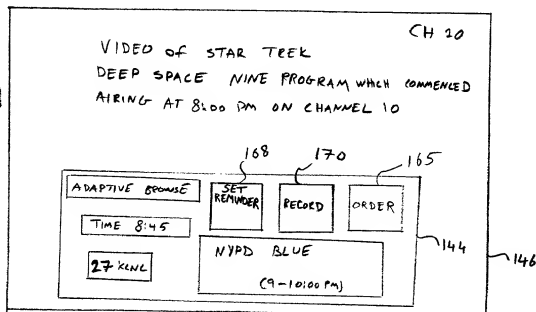 CH 10
VIDEO of STAR TREK
DEEP SPACE NINE PROGRAM WHICH COMMENCED
AIRING AT 8:00 PM ON CHANNEL 10
168
170
165
ADAPTIVE BROWSE
SET
REMINDER
RECORD
ORDER
TIME 8:45
NYPD BLUE
144
146
27 KCNC
(9-10:00 PM)